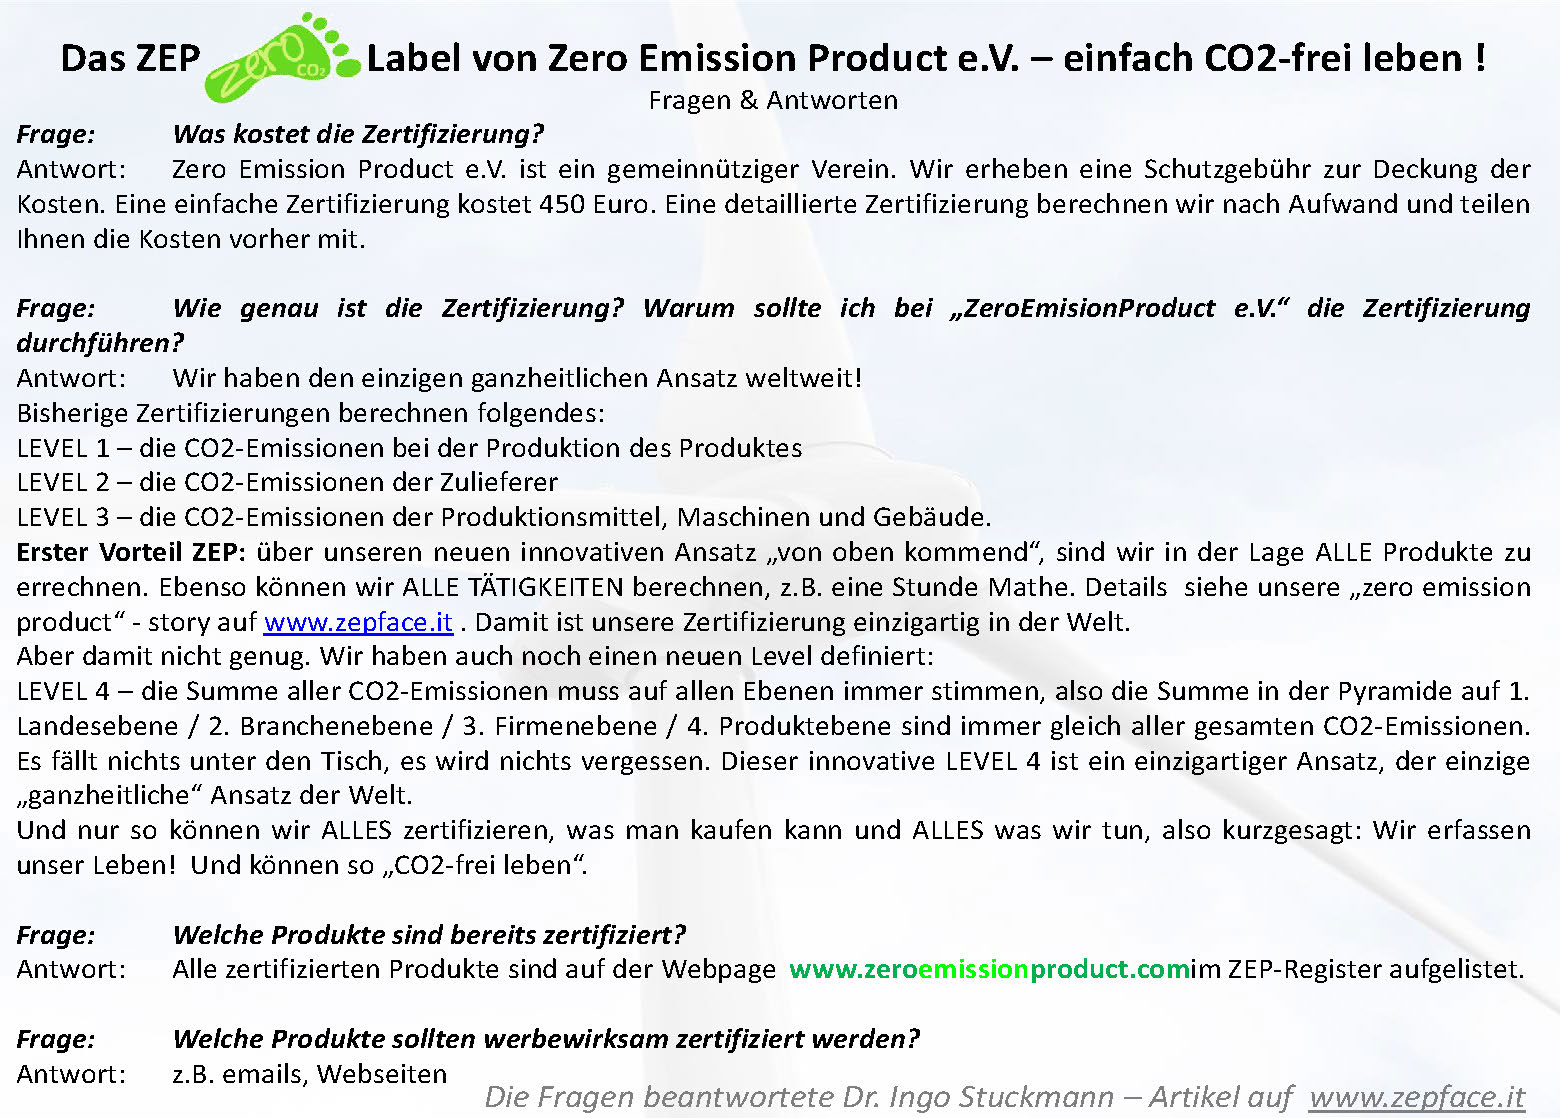 Das ZEP zero CO2 Label von Zero Emission Product e.V. – einfach CO2-frei leben !
Fragen & Antworten
Frage: Was kostet die Zertifizierung?
Antwort: Zero Emission Product e.V. ist ein gemeinnütziger Verein. Wir erheben eine Schutzgebühr zur Deckung der
Kosten. Eine einfache Zertifizierung kostet 450 Euro. Eine detaillierte Zertifizierung berechnen wir nach Aufwand und teilen
Ihnen die Kosten vorher mit.
Frage: Wie genau ist die Zertifizierung? Warum sollte ich bei „ZeroEmisionProduct e.V.“ die Zertifizierung
durchführen?
Antwort: Wir haben den einzigen ganzheitlichen Ansatz weltweit!
Bisherige Zertifizierungen berechnen folgendes:
LEVEL 1 – die CO2-Emissionen bei der Produktion des Produktes
LEVEL 2 – die CO2-Emissionen der Zulieferer
LEVEL 3 – die CO2-Emissionen der Produktionsmittel, Maschinen und Gebäude.
Erster Vorteil ZEP: über unseren neuen innovativen Ansatz „von oben kommend“, sind wir in der Lage ALLE Produkte zu
errechnen. Ebenso können wir ALLE TÄTIGKEITEN berechnen, z.B. eine Stunde Mathe. Details siehe unsere „zero emission
product“ - story auf www.zepface.it . Damit ist unsere Zertifizierung einzigartig in der Welt.
Aber damit nicht genug. Wir haben auch noch einen neuen Level definiert:
LEVEL 4 – die Summe aller CO2-Emissionen muss auf allen Ebenen immer stimmen, also die Summe in der Pyramide auf 1.
Landesebene / 2. Branchenebene / 3. Firmenebene / 4. Produktebene sind immer gleich aller gesamten CO2-Emissionen.
Es fällt nichts unter den Tisch, es wird nichts vergessen. Dieser innovative LEVEL 4 ist ein einzigartiger Ansatz, der einzige
„ganzheitliche“ Ansatz der Welt.
Und nur so können wir ALLES zertifizieren, was man kaufen kann und ALLES was wir tun, also kurzgesagt: Wir erfassen
unser Leben! Und können so „CO2-frei leben“.
Frage: Welche Produkte sind bereits zertifiziert?
Antwort: Alle zertifizierten Produkte sind auf der Webpage www.zeroemissionproduct.comim ZEP-Register aufgelistet.
Frage: Welche Produkte sollten werbewirksam zertifiziert werden?
Antwort: z.B. emails, Webseiten
Die Fragen beantwortete Dr. Ingo Stuckmann – Artikel auf www.zepface.it